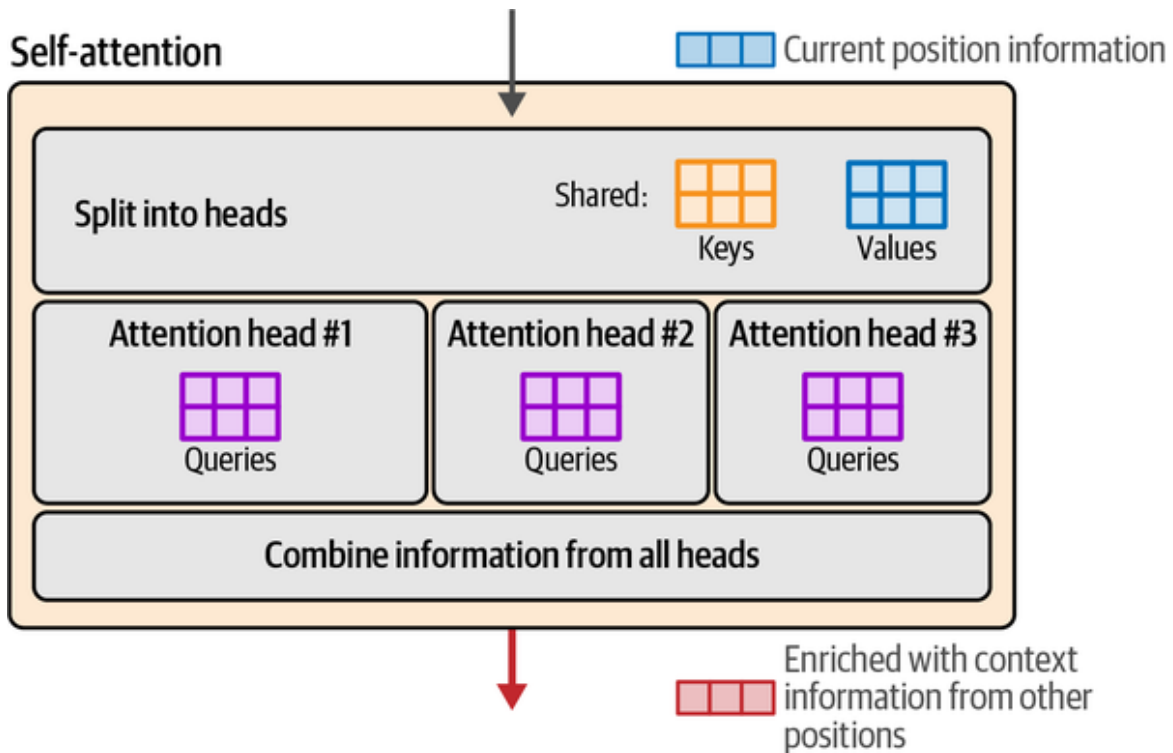 Self-attention
Current position information
Split into heads
Shared:
Keys
Values
Attention head #1
Attention head #2
Attention head #3
Queries
Queries
Queries
Combine information from all heads
Enriched with context
information from other
positions